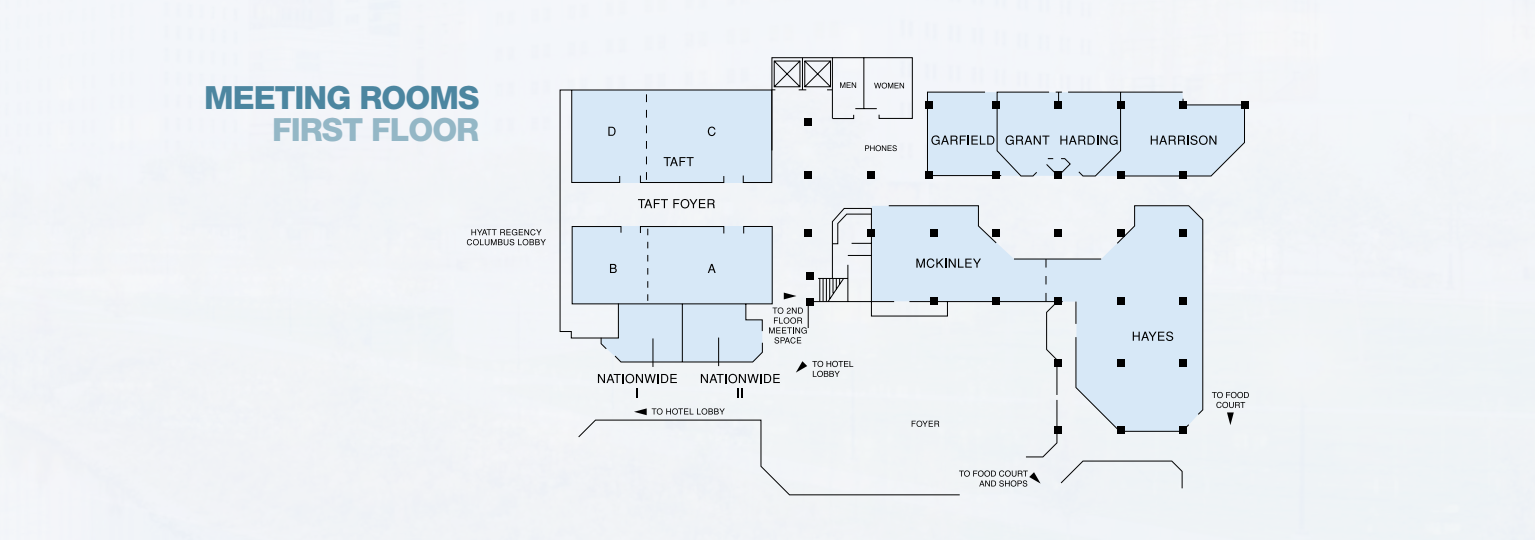 MEETING ROOMS
FIRST FLOOR
MEN
WOMEN
D
C
TAFT
PHONES
GARFIELD
GRANT
HARDING
HARRISON
TAFT FOYER
HYATT REGENCY
COLUMBUS LOBBY
B
A
MCKINLEY
TO 2ND
FLOOR
MEETING
SPACE
HAYES
TO HOTEL
LOBBY
NATIONWIDE
I
NATIONWIDE
II
TO HOTEL LOBBY
FOYER
TO FOOD
COURT
TO FOOD COURT
AND SHOPS